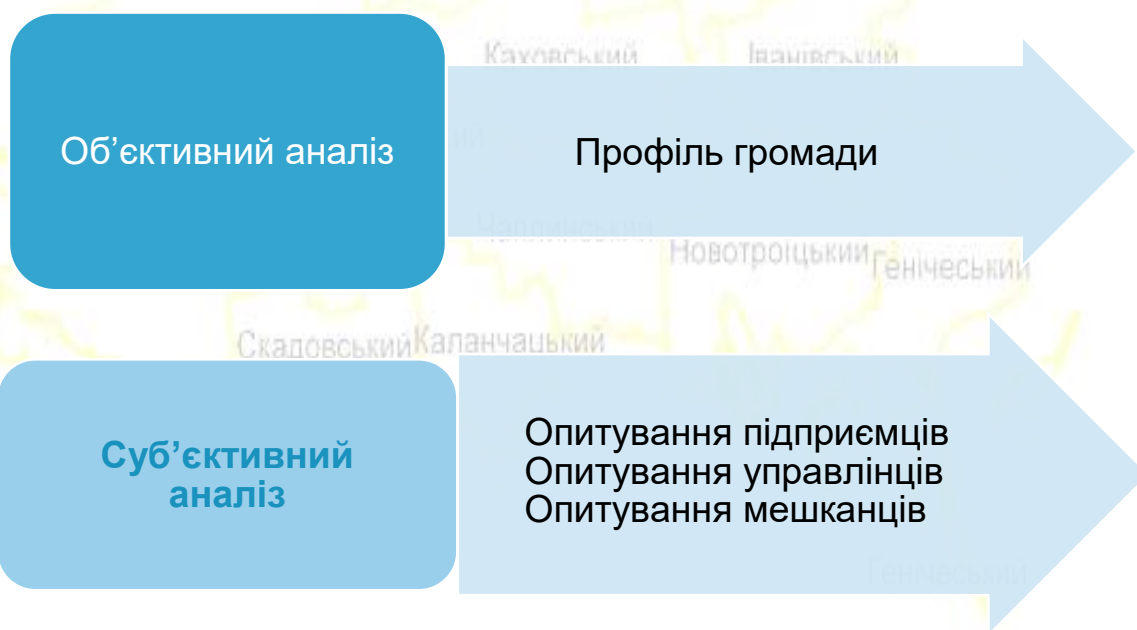 Каховський
Іванівський
Об’єктивний аналіз
Профіль громади
Новотроїцький
Генічеський
Скадовський
Каланчацький
Суб’єктивний
аналіз
Опитування підприємців
Опитування управлінців
Опитування мешканців
Генічеський